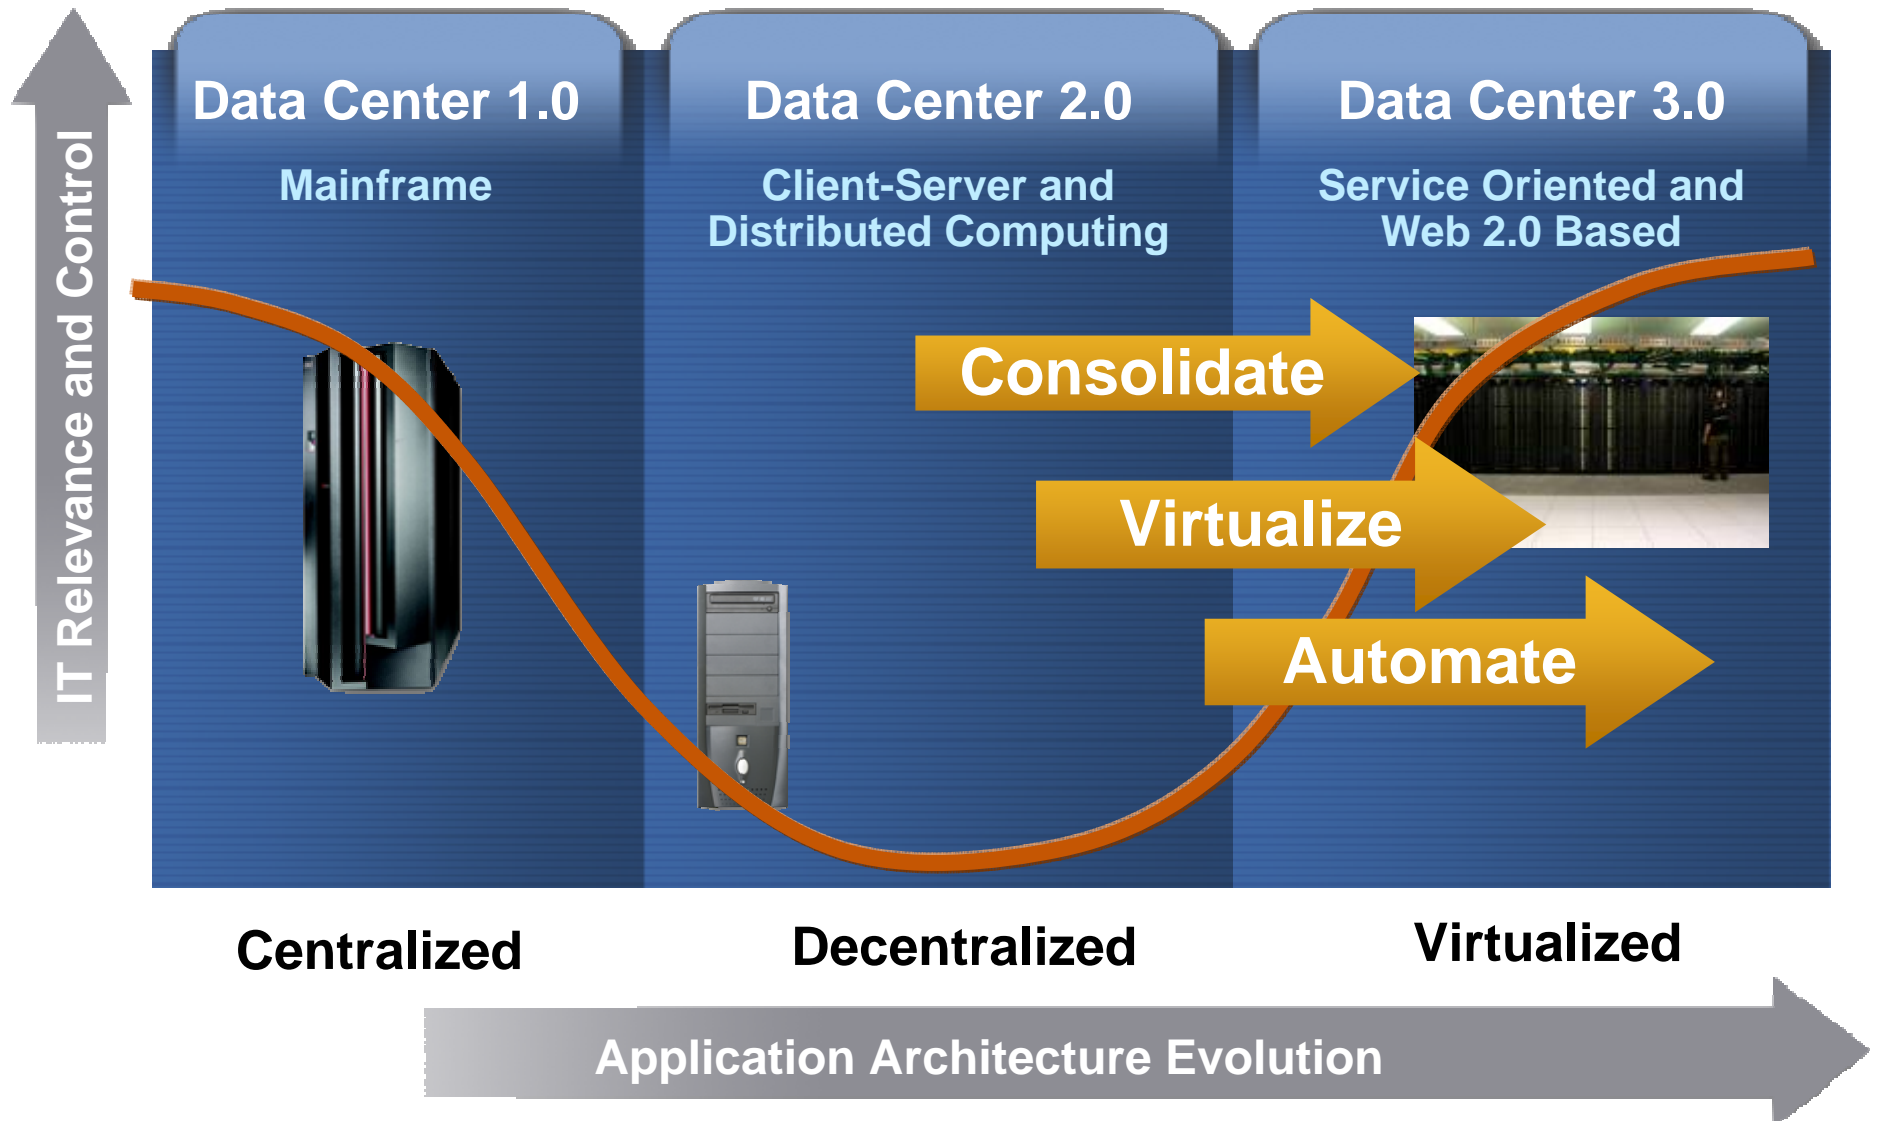 Data Center 1.0
Data Center 2.0
Data Center 3.0
Mainframe
Client-Server and
Distributed Computing
Service Oriented and
Web 2.0 Based
IT Relevance and Control
Consolidate
Virtualize
Automate
Centralized
Decentralized
Virtualized
Application Architecture Evolution